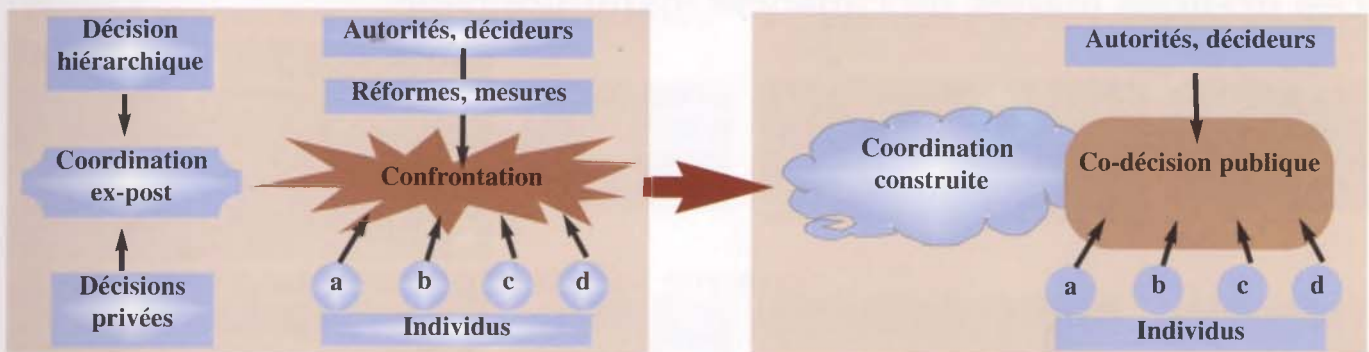 Décision
hiérarchique
Coordination
ex-post
Décisions
privées
Autorités, décideurs
Réformes, mesures
Confrontation
a b c d
Individus
Autorités, décideurs
Coordination
construite
Co-décision publique
a b c d
Individus